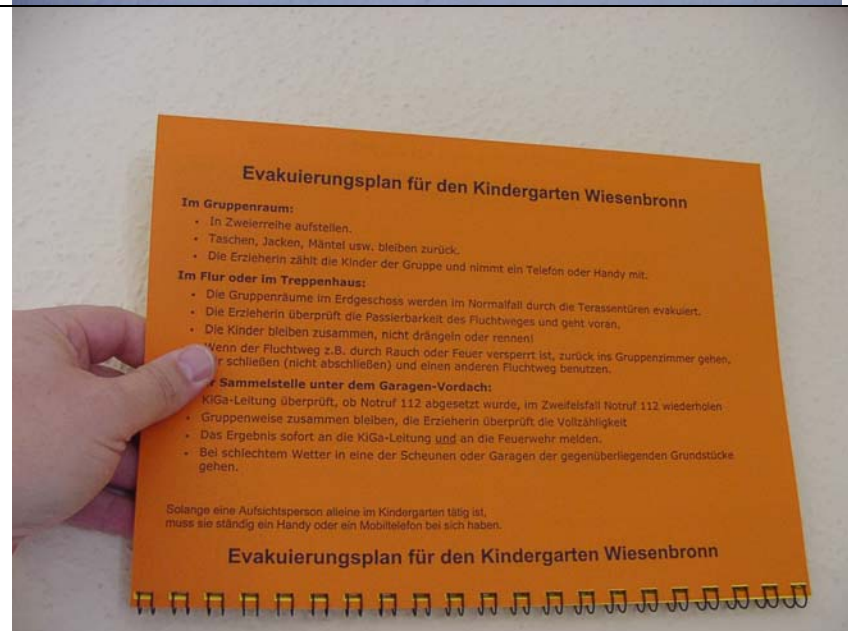 Evakuierungsplan für den Kindergarten Wiesenbronn
Im Gruppenraum:
• In Zweierreihe aufstellen.
• Taschen, Jacken, Mäntel usw. bleiben zurück.
• Die Erzieherin zählt die Kinder der Gruppe und nimmt ein Telefon oder Handy mit.
Im Flur oder im Treppenhaus:
• Die Gruppenräume im Erdgeschoss werden im Normalfall durch die Terassentüren evakuiert.
• Die Erzieherin überprüft die Passierbarkeit des Fluchtweges und geht voran.
• Die Kinder bleiben zusammen, nicht drängeln oder rennen!
Wenn der Fluchtweg z.B. durch Rauch oder Feuer versperrt ist, zurück ins Gruppenzimmer gehen,
schließen (nicht abschließen) und einen anderen Fluchtweg benutzen.
Sammelstelle unter dem Garagen-Vordach:
KiGa-Leitung überprüft, ob Notruf 112 abgesetzt wurde, im Zweifelsfall Notruf 112 wiederholen
• Gruppenweise zusammen bleiben, die Erzieherin überprüft die Vollzähligkeit
• Das Ergebnis sofort an die KiGa-Leitung und an die Feuerwehr melden.
• Bei schlechtem Wetter in eine der Scheunen oder Garagen der gegenüberliegenden Grundstücke
gehen.
Solange eine Aufsichtsperson alleine im Kindergarten tätig ist,
muss sie ständig ein Handy oder ein Mobiltelefon bei sich haben.
Evakuierungsplan für den Kindergarten Wiesenbronn